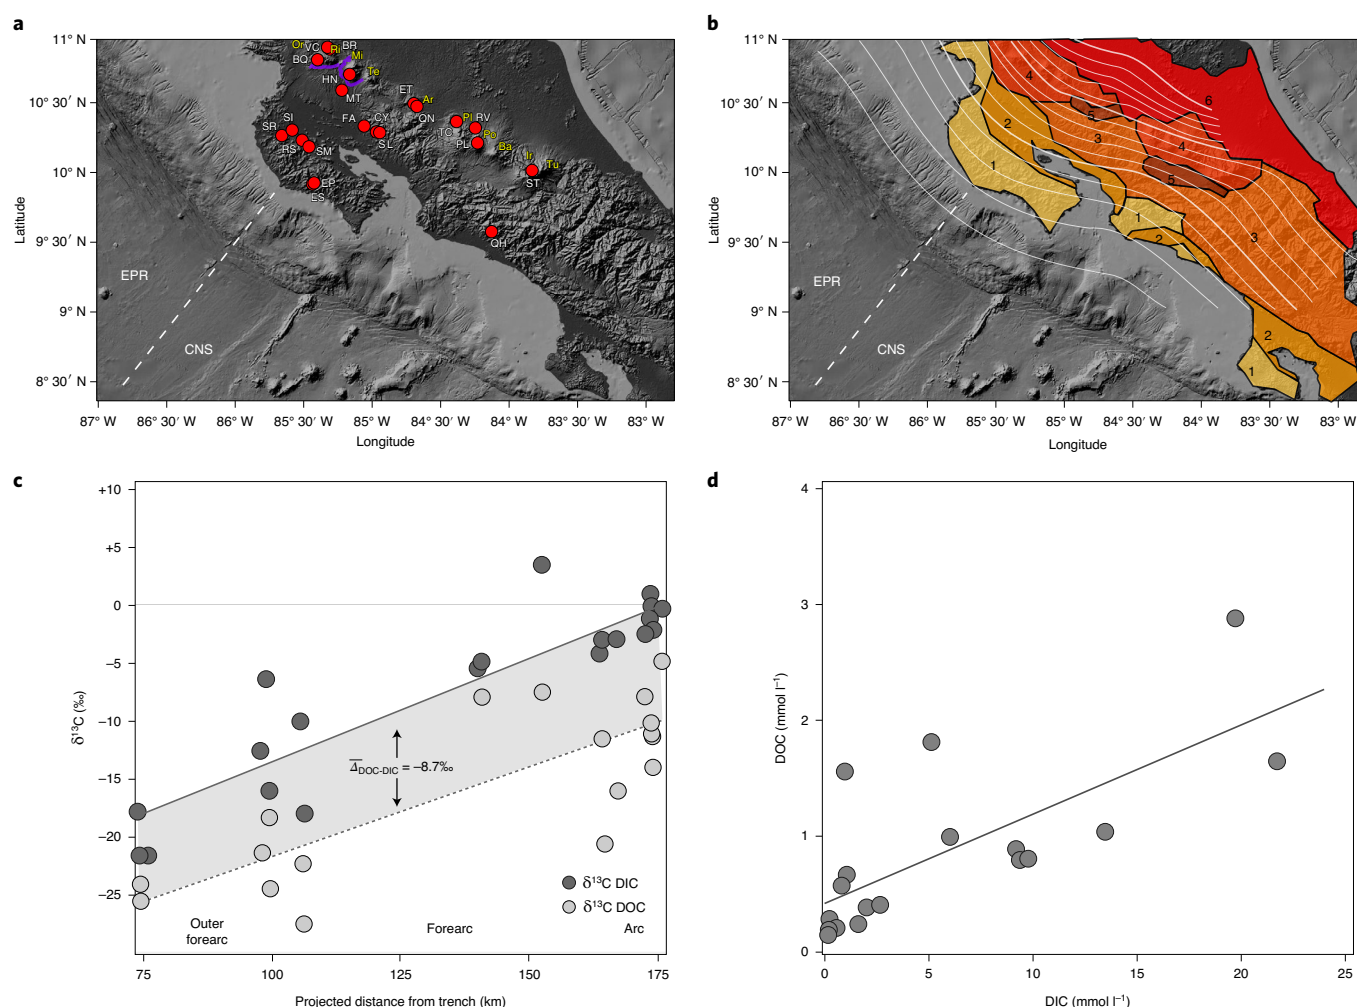 a
11° N
10° 30′ N
10° N
9° 30′ N
9° N
8° 30′ N
Latitude
Or VC Ri BR
BQ Mi
HN Te
MT
ET Ar
QN
FA CY
SL
SI
SR
RS SM
EP
ES
PI RV
TC Po
PL Ba
Ir Tu
ST
QH
EPR
CNS
87° W 86° 30′ W 86° W 85° 30′ W 85° W 84° 30′ W 84° W 83° 30′ W 83° W
Longitude
b
11° N
10° 30′ N
10° N
9° 30′ N
9° N
8° 30′ N
Latitude
4
6
5
2
3
4
1
5
1
2
3
2
1
EPR
CNS
87° W 86° 30′ W 86° W 85° 30′ W 85° W 84° 30′ W 84° W 83° 30′ W 83° W
Longitude
c
+10
+5
0
−5
−10
−15
−20
−25
δ13C (‰)
Δ̅DOC-DIC = −8.7‰
δ13C DIC
δ13C DOC
Outer
forearc
Forearc
Arc
75 100 125 150 175
Projected distance from trench (km)
d
4
3
2
1
0
DOC (mmol l−1)
0 5 10 15 20 25
DIC (mmol l−1)